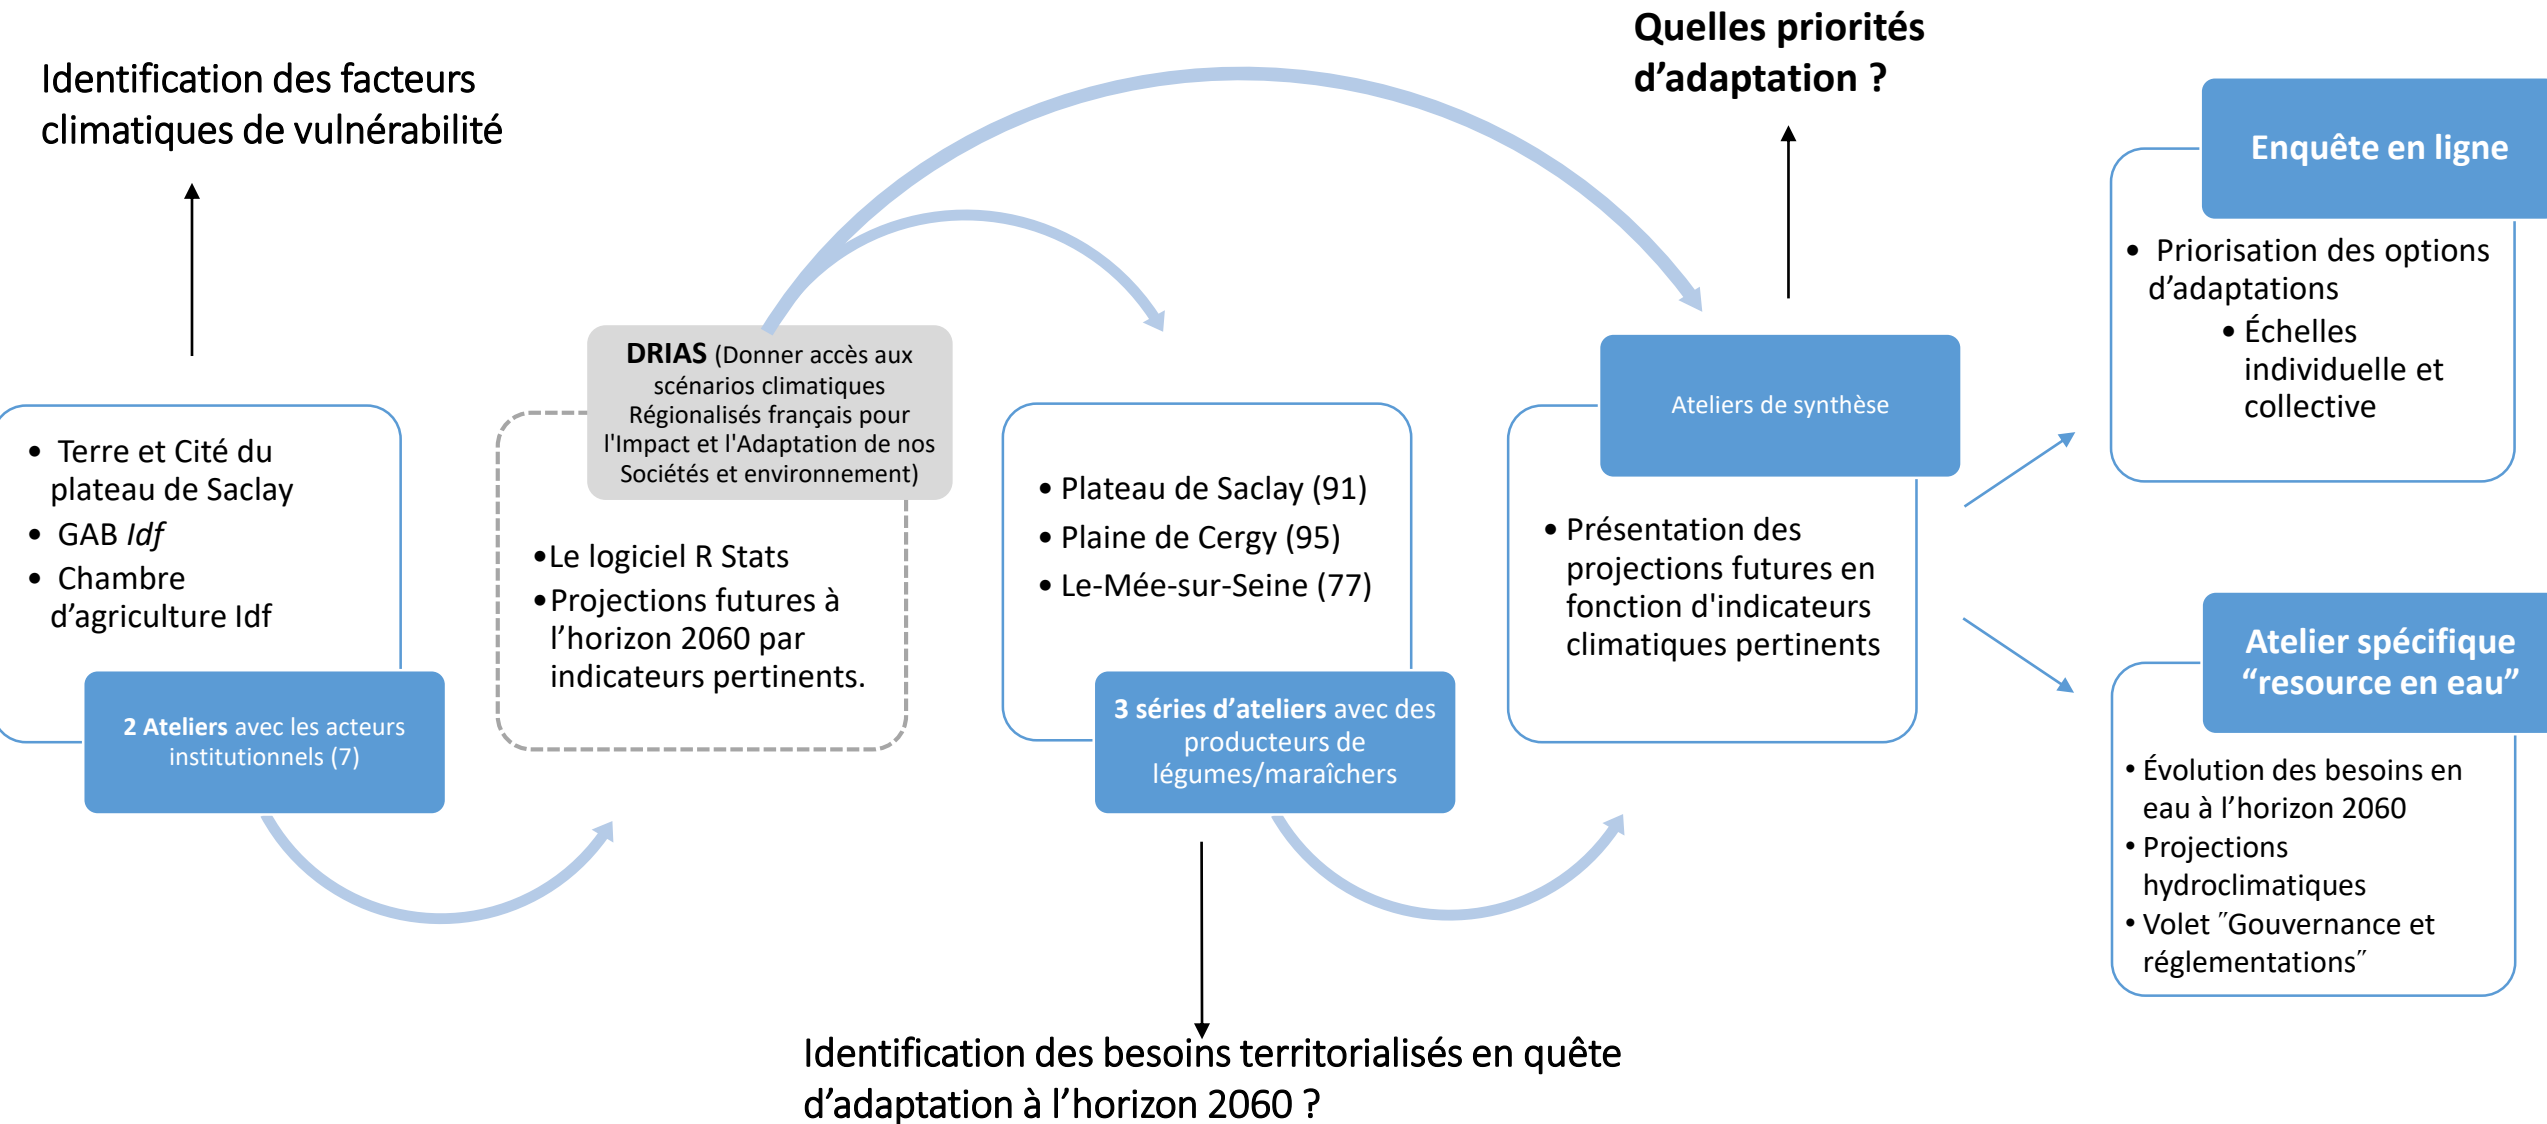 Identification des facteurs
climatiques de vulnérabilité
• Terre et Cité du
plateau de Saclay
• GAB Idf
• Chambre
d’agriculture Idf
2 Ateliers avec les acteurs
institutionnels (7)
DRIAS (Donner accès aux
scénarios climatiques
Régionalisés français pour
l'Impact et l'Adaptation de nos
Sociétés et environnement)
•Le logiciel R Stats
•Projections futures à
l’horizon 2060 par
indicateurs pertinents.
• Plateau de Saclay (91)
• Plaine de Cergy (95)
• Le-Mée-sur-Seine (77)
3 séries d’ateliers avec des
producteurs de
légumes/maraîchers
Identification des besoins territorialisés en quête
d’adaptation à l’horizon 2060 ?
Quelles priorités
d’adaptation ?
Ateliers de synthèse
• Présentation des
projections futures en
fonction d'indicateurs
climatiques pertinents
Enquête en ligne
• Priorisation des options
d’adaptations
• Échelles
individuelle et
collective
Atelier spécifique
“resource en eau”
• Évolution des besoins en
eau à l’horizon 2060
• Projections
hydroclimatiques
• Volet ˝Gouvernance et
réglementations˝